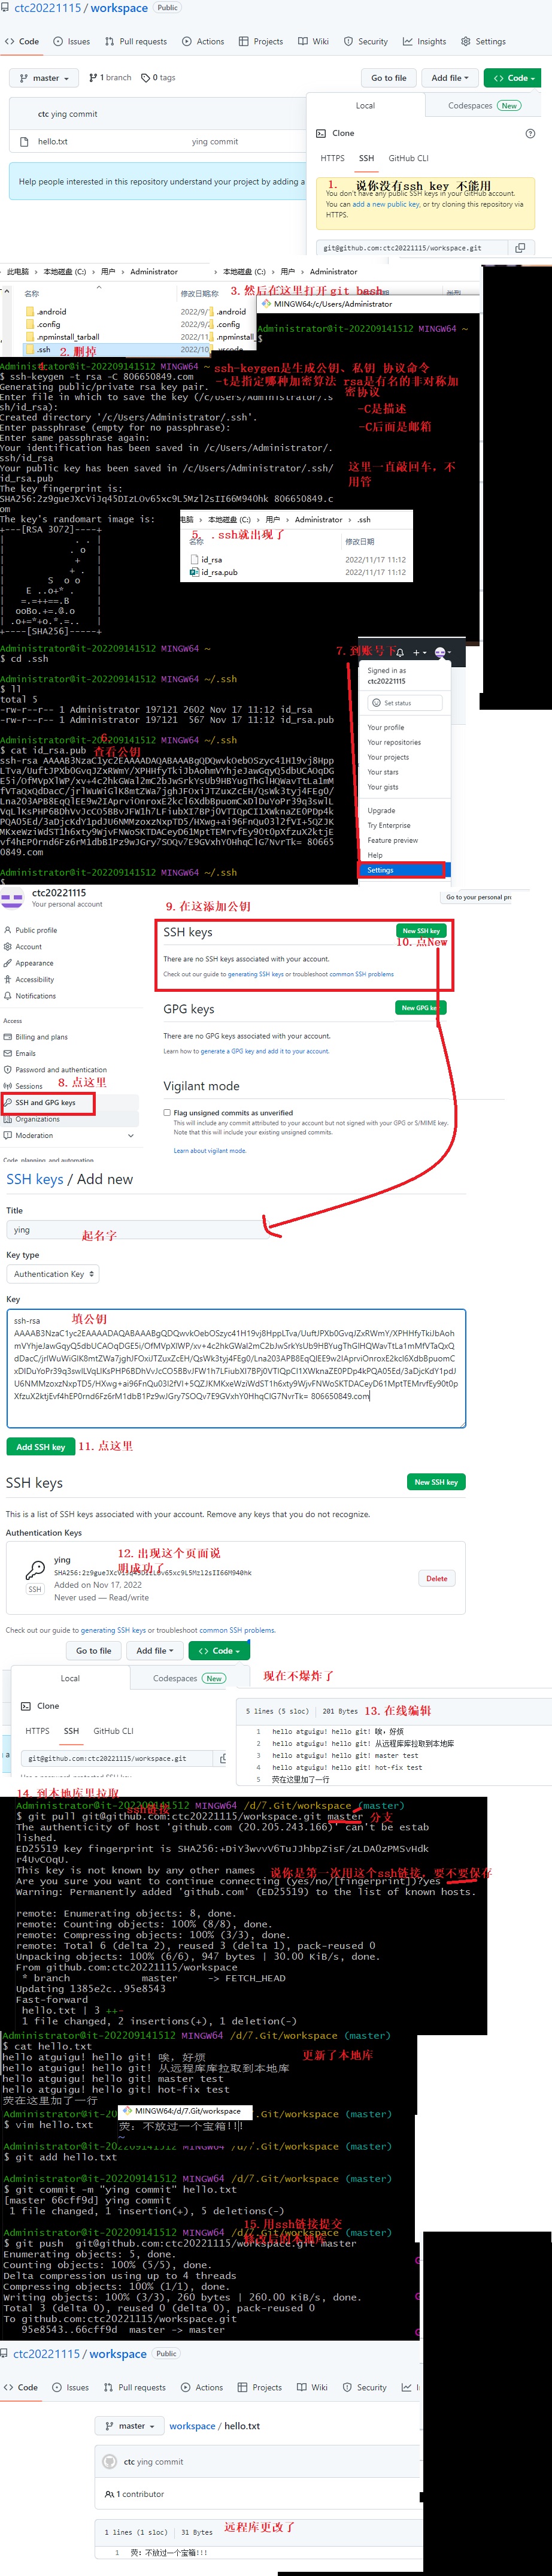 ctc20221115 / workspace Public
Code Issues Pull requests Actions Projects Wiki Security Insights Settings
master 1 branch 0 tags Go to file Add file Code
ctc ying commit
hello.txt ying commit
Help people interested in this repository understand your project by adding a
Local Codespaces New
Clone
HTTPS SSH GitHub CLI
1. 说你没有ssh key 不能用
You don't have any public SSH keys in your GitHub account.
You can add a new public key, or try cloning this repository via
HTTPS.
git@github.com:ctc20221115/workspace.git
此电脑 > 本地磁盘 (C:) > 用户 > Administrator
本地磁盘 (C:) > 用户 > Administrator
名称 修改日期
名称 修改日期
3. 然后在这里打开 git bash
MINGW64:/c/Users/Administrator
.android
.config
.npminstall_tarball
.ssh
2. 删掉
.android
.config
.npminstall_tarball
Administrator@it-202209141512 MINGW64 ~
$
Administrator@it-202209141512 MINGW64 ~
$ ssh-keygen -t rsa -C 806650849.com
Generating public/private rsa key pair.
Enter file in which to save the key (/c/Users/Administrator/.s
sh/id_rsa):
Created directory '/c/Users/Administrator/.ssh'.
Enter passphrase (empty for no passphrase):
Enter same passphrase again:
Your identification has been saved in /c/Users/Administrator/.
ssh/id_rsa
Your public key has been saved in /c/Users/Administrator/.ssh/
id_rsa.pub
The key fingerprint is:
SHA256:2z9gueJXcViJq45DIzLOv65xc9L5Mzl2sII66M940hk 806650849.c
om
The key's randomart image is:
+---[RSA 3072]----+
+----[SHA256]-----+
ssh-keygen是生成公钥、私钥 协议命令
-t是指定哪种加密算法 rsa是有名的非对称加
密协议
-C是描述
-C后面是邮箱
这里一直敲回车，不
用管
电脑 > 本地磁盘 (C:) > 用户 > Administrator > .ssh
名称 修改日期
5. .ssh就出现了
id_rsa 2022/11/17 11:12
id_rsa.pub 2022/11/17 11:12
Administrator@it-202209141512 MINGW64 ~
$ cd .ssh
Administrator@it-202209141512 MINGW64 ~/.ssh
$ ll
total 5
-rw-r--r-- 1 Administrator 197121 2602 Nov 17 11:12 id_rsa
-rw-r--r-- 1 Administrator 197121 567 Nov 17 11:12 id_rsa.pub
Administrator@it-202209141512 MINGW64 ~/.ssh
$ cat id_rsa.pub
6.
查看公钥
Administrator@it-202209141512 MINGW64 ~/.ssh
$
7. 到账号下
Signed in as
ctc20221115
Set status
Your profile
Your repositories
Your projects
Your stars
Your gists
Upgrade
Try Enterprise
Feature preview
Help
Settings
ctc20221115
Your personal account
Go to your personal pro
Public profile
Account
Appearance
Accessibility
Notifications
Access
Billing and plans
Emails
Password and authentication
Sessions
8. 点这里
SSH and GPG keys
Organizations
Moderation
Code, planning, and automation
9. 在这添加公钥
SSH keys New SSH key
10. 点New
There are no SSH keys associated with your account.
Check out our guide to generating SSH keys or troubleshoot common SSH problems
GPG keys New GPG key
There are no GPG keys associated with your account.
Learn how to generate a GPG key and add it to your account.
Vigilant mode
Flag unsigned commits as unverified
This will include any commit attributed to your account but not signed with your GPG or S/MIME key.
Note that this will include your existing unsigned commits.
Learn about vigilant mode.
SSH keys / Add new
Title
ying
起名字
Key type
Authentication Key
Key
ssh-rsa
填公钥
Add SSH key
11. 点这里
SSH keys New SSH key
This is a list of SSH keys associated with your account. Remove any keys that you do not recognize.
Authentication Keys
12. 出现这个页面说
明成功了
ying
SHA256:2z9gueJXcViJq45DIzLOv65xc9L5Mzl2sII66M940hk
Added on Nov 17, 2022
Never used — Read/write
SSH
Delete
Check out our guide to generating SSH keys or troubleshoot common SSH problems.
Go to file Add file Code
Local Codespaces New
现在不爆炸了
Clone
HTTPS SSH GitHub CLI
git@github.com:ctc20221115/workspace.git
5 lines (5 sloc) 201 Bytes
13. 在线编辑
1 hello atguigu! hello git! 唉，好烦
2 hello atguigu! hello git! 从远程库库拉取到本地库
3 hello atguigu! hello git! master test
4 hello atguigu! hello git! hot-fix test
5 荧在这里加了一行
14. 到本地库里拉取
Administrator@it-202209141512 MINGW64 /d/7.Git/workspace (master)
ssh链接
$ git pull git@github.com:ctc20221115/workspace.git master
分支
The authenticity of host 'github.com (20.205.243.166)' can't be estab
lished.
ED25519 key fingerprint is SHA256:+DiY3wvvV6TuJJhbpZisF/zLDA0zPMSvHdk
r4UvCOqU.
This key is not known by any other names
说你是第一次用这个ssh链接，要不要保存
Are you sure you want to continue connecting (yes/no/[fingerprint])?yes
Warning: Permanently added 'github.com' (ED25519) to the list of known hosts.
remote: Enumerating objects: 8, done.
remote: Counting objects: 100% (8/8), done.
remote: Compressing objects: 100% (3/3), done.
remote: Total 6 (delta 2), reused 3 (delta 1), pack-reused 0
Unpacking objects: 100% (6/6), 947 bytes | 30.00 KiB/s, done.
From github.com:ctc20221115/workspace
* branch master -> FETCH_HEAD
Updating 1385e2c..95e8543
Fast-forward
hello.txt | 3 ++-
1 file changed, 2 insertions(+), 1 deletion(-)
Administrator@it-202209141512 MINGW64 /d/7.Git/workspace (master)
$ cat hello.txt
hello atguigu! hello git! 唉，好烦
hello atguigu! hello git! 从远程库库拉取到本地库
hello atguigu! hello git! master test
hello atguigu! hello git! hot-fix test
荧在这里加了一行
更新了本地库
Administrator@it-202209141512 MINGW64 /d/7.Git/workspace (master)
$ vim hello.txt
MINGW64:/d/7.Git/workspace
荧：不放过一个宝箱!!!
~
Administrator@it-202209141512 MINGW64 /d/7.Git/workspace (master)
$ git add hello.txt
Administrator@it-202209141512 MINGW64 /d/7.Git/workspace (master)
$ git commit -m "ying commit" hello.txt
[master 66cff9d] ying commit
1 file changed, 1 insertion(+), 5 deletions(-)
15. 用ssh链接提交
修改后的本地库
Administrator@it-202209141512 MINGW64 /d/7.Git/workspace (master)
$ git push git@github.com:ctc20221115/workspace.git master
Enumerating objects: 5, done.
Counting objects: 100% (5/5), done.
Delta compression using up to 4 threads
Compressing objects: 100% (1/1), done.
Writing objects: 100% (3/3), 260 bytes | 260.00 KiB/s, done.
Total 3 (delta 0), reused 0 (delta 0), pack-reused 0
To github.com:ctc20221115/workspace.git
95e8543..66cff9d master -> master
ctc20221115 / workspace Public
Code Issues Pull requests Actions Projects Wiki Security
master workspace / hello.txt
ctc ying commit
1 contributor
1 lines (1 sloc) 31 Bytes
远程库更改了
1 荧：不放过一个宝箱!!!